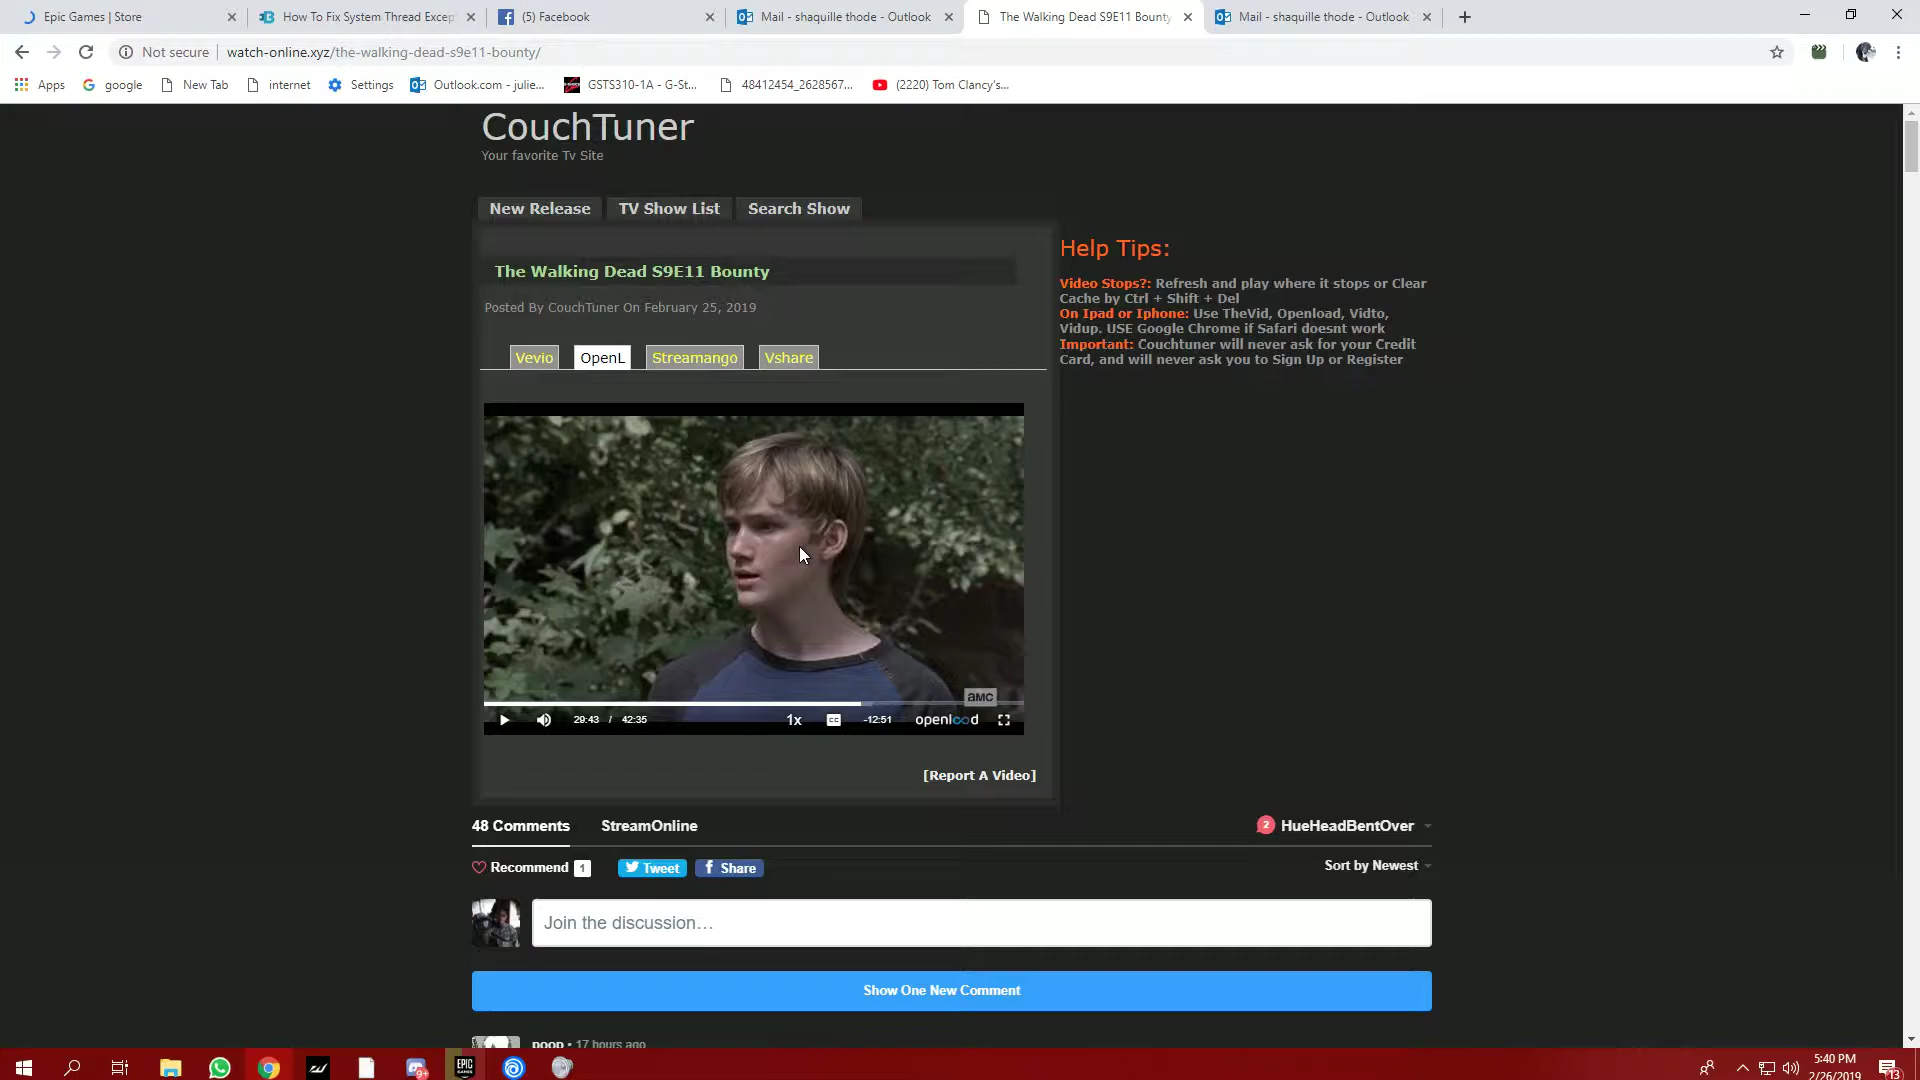 Epic Games | Store
How To Fix System Thread Excep
(5) Facebook
Mail - shaquille thode - Outlook
The Walking Dead S9E11 Bounty
Mail - shaquille thode - Outlook
Not secure
watch-online.xyz/the-walking-dead-s9e11-bounty/
Apps
google
New Tab
internet
Settings
Outlook.com - julie...
GSTS310-1A - G-St...
48412454_2628567...
(2220) Tom Clancy's...
CouchTuner
Your favorite Tv Site
New Release
TV Show List
Search Show
The Walking Dead S9E11 Bounty
Posted By CouchTuner On February 25, 2019
Vevio
OpenL
Streamango
Vshare
amc
29:43 / 42:35
1x
CC
-12:51
openload
[Report A Video]
Help Tips:
Video Stops?: Refresh and play where it stops or Clear
Cache by Ctrl + Shift + Del
On Ipad or Iphone: Use TheVid, Openload, Vidto,
Vidup. USE Google Chrome if Safari doesnt work
Important: Couchtuner will never ask for your Credit
Card, and will never ask you to Sign Up or Register
48 Comments
StreamOnline
2
HueHeadBentOver
Recommend 1
Tweet
Share
Sort by Newest
Join the discussion…
Show One New Comment
poop • 17 hours ago
9+
EPIC
GAMES
5:40 PM
2/26/2019
13